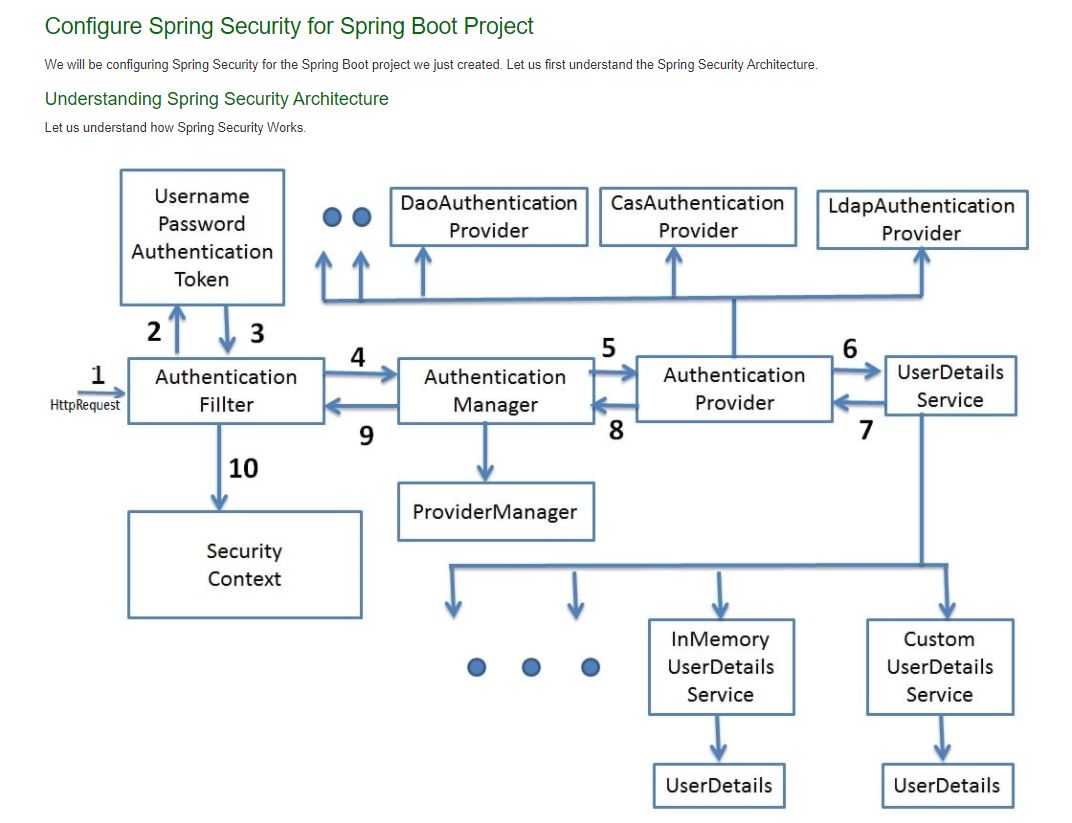 Configure Spring Security for Spring Boot Project
We will be configuring Spring Security for the Spring Boot project we just created. Let us first understand the Spring Security Architecture.
Understanding Spring Security Architecture
Let us understand how Spring Security Works.
Username
Password
Authentication
Token
DaoAuthentication
Provider
CasAuthentication
Provider
LdapAuthentication
Provider
2
3
1
HttpRequest
Authentication
Fillter
4
9
Authentication
Manager
5
8
Authentication
Provider
6
7
UserDetails
Service
10
Security
Context
ProviderManager
InMemory
UserDetails
Service
Custom
UserDetails
Service
UserDetails
UserDetails